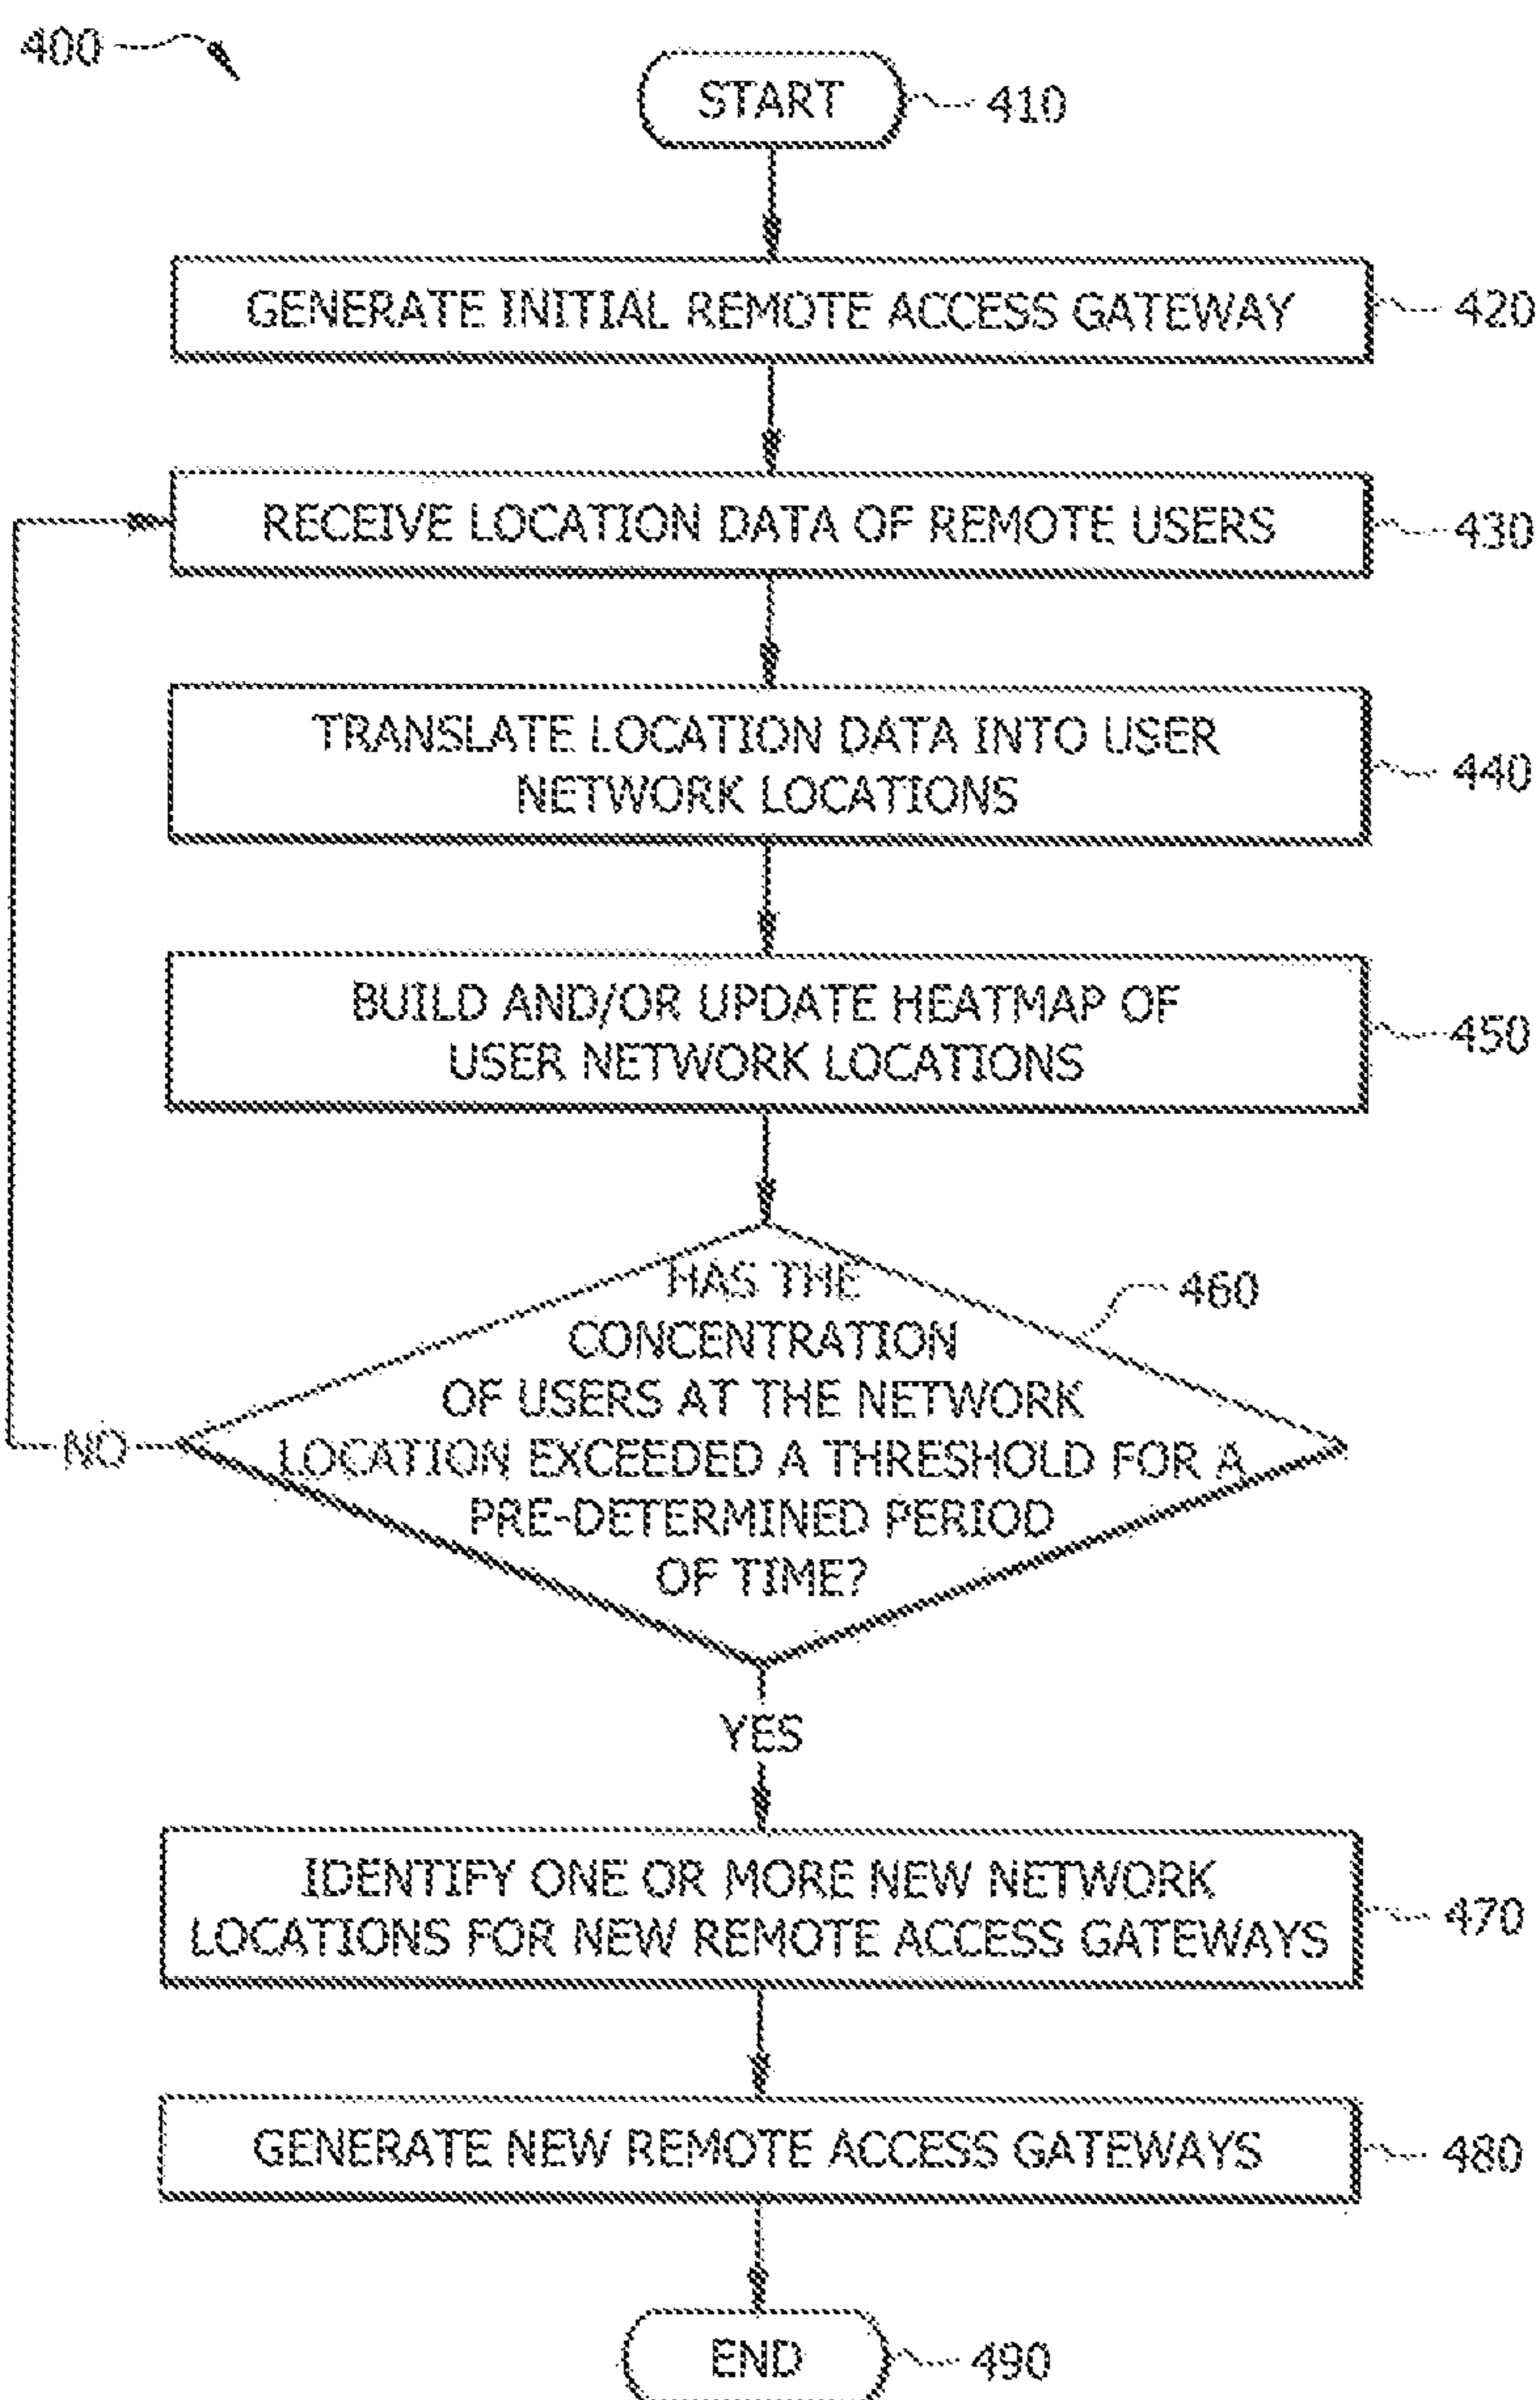 400
START
410
GENERATE INITIAL REMOTE ACCESS GATEWAY
420
RECEIVE LOCATION DATA OF REMOTE USERS
430
TRANSLATE LOCATION DATA INTO USER
NETWORK LOCATIONS
440
BUILD AND/OR UPDATE HEATMAP OF
USER NETWORK LOCATIONS
450
HAS THE
CONCENTRATION
OF USERS AT THE NETWORK
LOCATION EXCEEDED A THRESHOLD FOR A
PRE-DETERMINED PERIOD
OF TIME?
460
NO
YES
IDENTIFY ONE OR MORE NEW NETWORK
LOCATIONS FOR NEW REMOTE ACCESS GATEWAYS
470
GENERATE NEW REMOTE ACCESS GATEWAYS
480
END
490